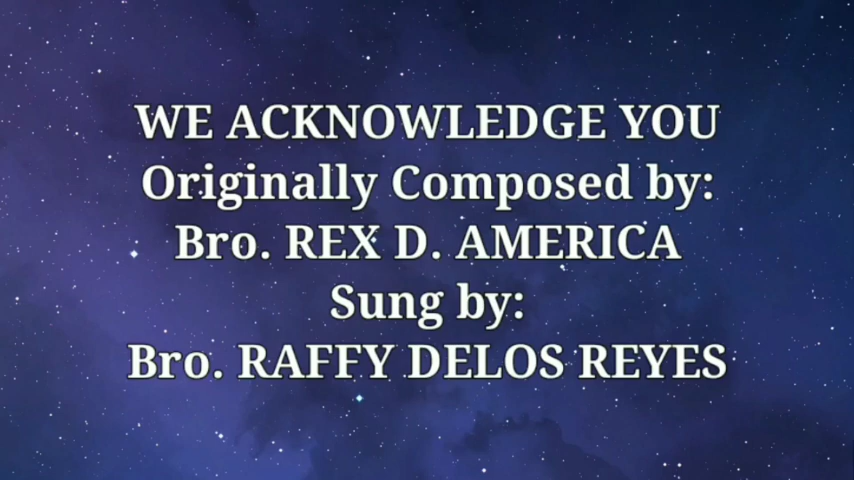 WE ACKNOWLEDGE YOU
Originally Composed by:
Bro. REX D. AMERICA
Sung by:
Bro. RAFFY DELOS REYES